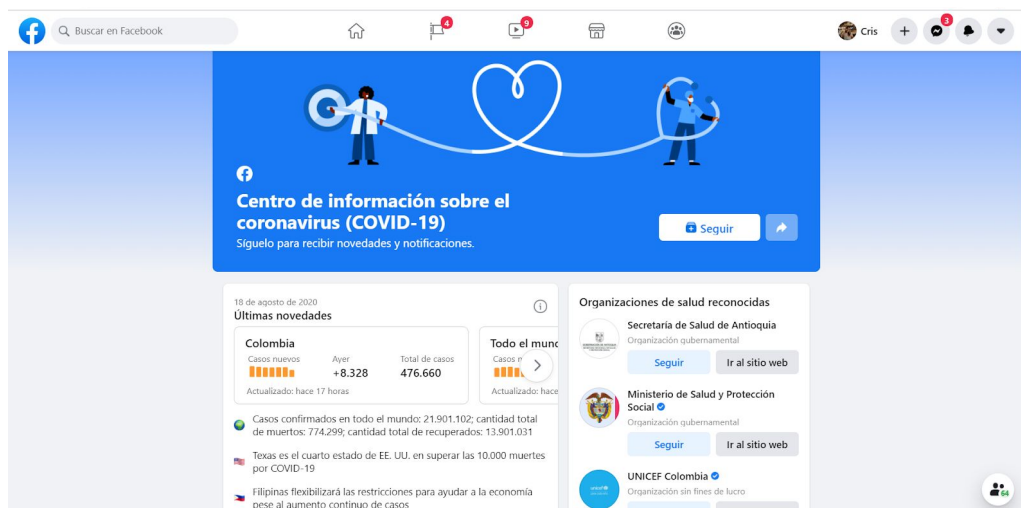 Buscar en Facebook
4
9
Cris
3
Centro de información sobre el
coronavirus (COVID-19)
Síguelo para recibir novedades y notificaciones.
Seguir
18 de agosto de 2020
Últimas novedades
Colombia
Casos nuevos
Ayer
Total de casos
+8.328
476.660
Actualizado: hace 17 horas
Todo el mund
Casos n
Actualizado: hace
Casos confirmados en todo el mundo: 21.901.102; cantidad total
de muertos: 774.299; cantidad total de recuperados: 13.901.031
Texas es el cuarto estado de EE. UU. en superar las 10.000 muertes
por COVID-19
Filipinas flexibilizará las restricciones para ayudar a la economía
pese al aumento continuo de casos
Organizaciones de salud reconocidas
Secretaría de Salud de Antioquia
Organización gubernamental
Seguir
Ir al sitio web
Ministerio de Salud y Protección
Social
Organización gubernamental
Seguir
Ir al sitio web
unicef
UNICEF Colombia
Organización sin fines de lucro
64